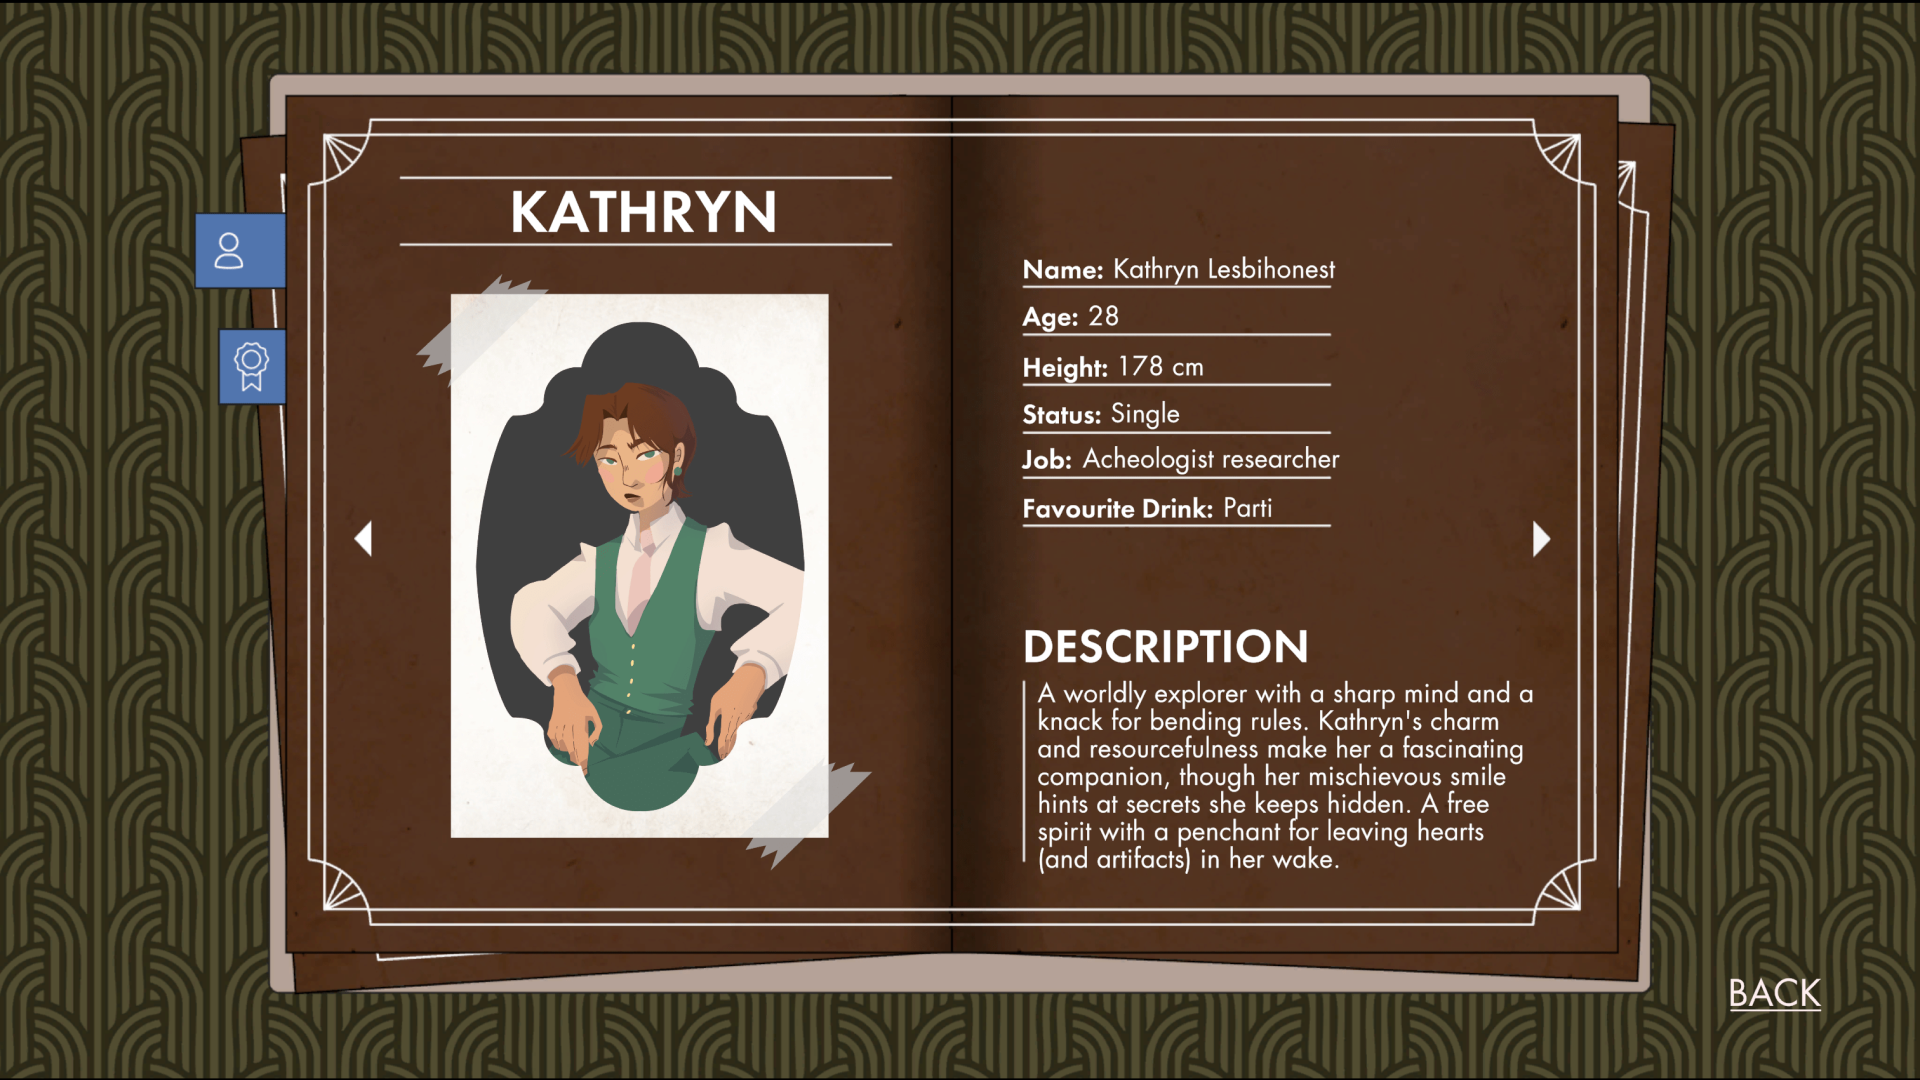 KATHRYN
Name: Kathryn Lesbihonest
Age: 28
Height: 178 cm
Status: Single
Job: Acheologist researcher
Favourite Drink: Parti
DESCRIPTION
A worldly explorer with a sharp mind and a
knack for bending rules. Kathryn's charm
and resourcefulness make her a fascinating
companion, though her mischievous smile
hints at secrets she keeps hidden. A free
spirit with a penchant for leaving hearts
(and artifacts) in her wake.
BACK